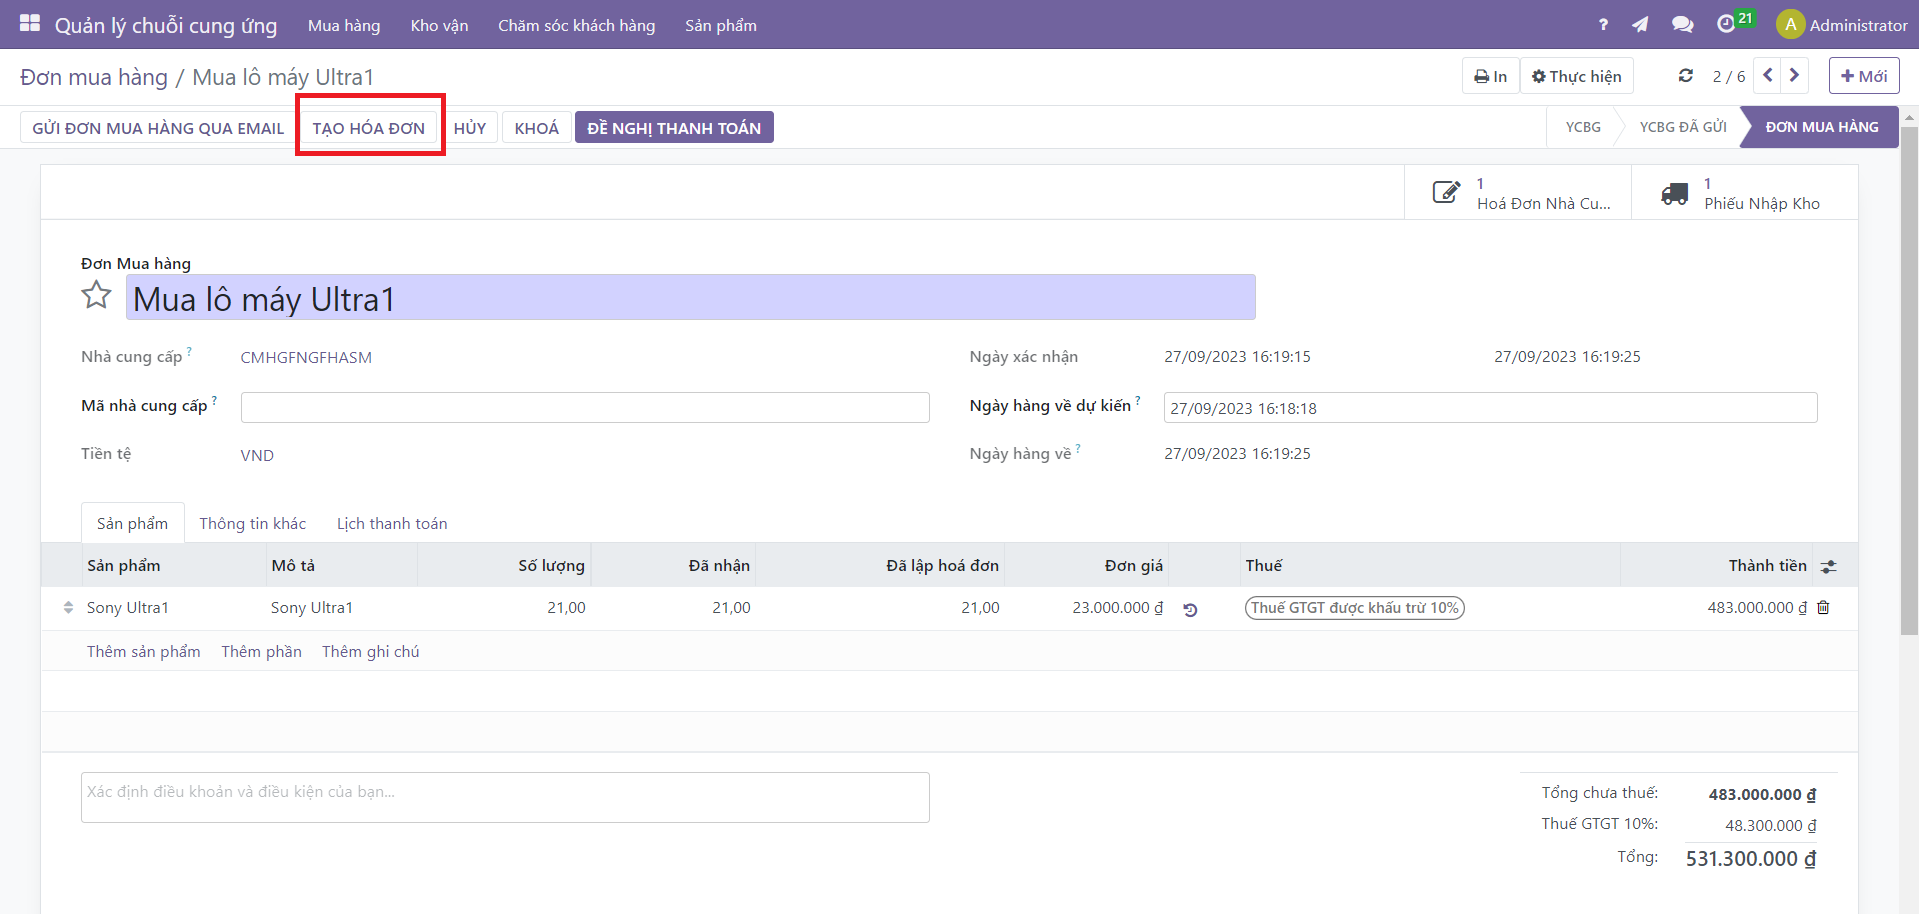 Quản lý chuỗi cung ứng Mua hàng Kho vận Chăm sóc khách hàng Sản phẩm ? 21 A Administrator
Đơn mua hàng / Mua lô máy Ultra1 In Thực hiện 2 / 6 Mới
GỬI ĐƠN MUA HÀNG QUA EMAIL TẠO HÓA ĐƠN HỦY KHOÁ ĐỀ NGHỊ THANH TOÁN YCBG YCBG ĐÃ GỬI ĐƠN MUA HÀNG
1 1
Hoá Đơn Nhà Cu... Phiếu Nhập Kho
Đơn Mua hàng
Mua lô máy Ultra1
Nhà cung cấp ? CMHGFNGFHASM Ngày xác nhận 27/09/2023 16:19:15 27/09/2023 16:19:25
Mã nhà cung cấp ? Ngày hàng về dự kiến ? 27/09/2023 16:18:18
Tiền tệ VND Ngày hàng về ? 27/09/2023 16:19:25
Sản phẩm Thông tin khác Lịch thanh toán
Sản phẩm Mô tả Số lượng Đã nhận Đã lập hoá đơn Đơn giá Thuế Thành tiền
Sony Ultra1 Sony Ultra1 21,00 21,00 21,00 23.000.000 ₫ Thuế GTGT được khấu trừ 10% 483.000.000 ₫
Thêm sản phẩm Thêm phần Thêm ghi chú
Xác định điều khoản và điều kiện của bạn...
Tổng chưa thuế: 483.000.000 ₫
Thuế GTGT 10%: 48.300.000 ₫
Tổng: 531.300.000 ₫